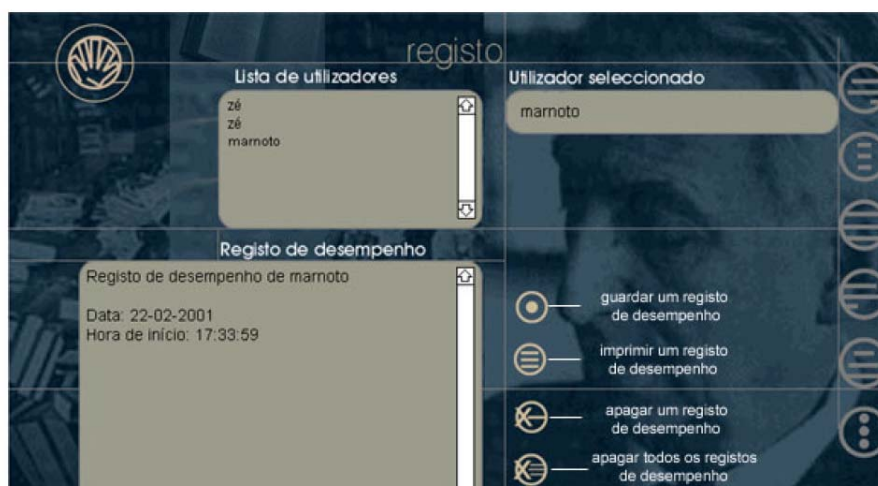 registo
Lista de utilizadores
zé
zé
marnoto
Utilizador seleccionado
marnoto
Registo de desempenho
Registo de desempenho de marnoto
Data: 22-02-2001
Hora de início: 17:33:59
guardar um registo
de desempenho
imprimir um registo
de desempenho
apagar um registo
de desempenho
apagar todos os registos
de desempenho